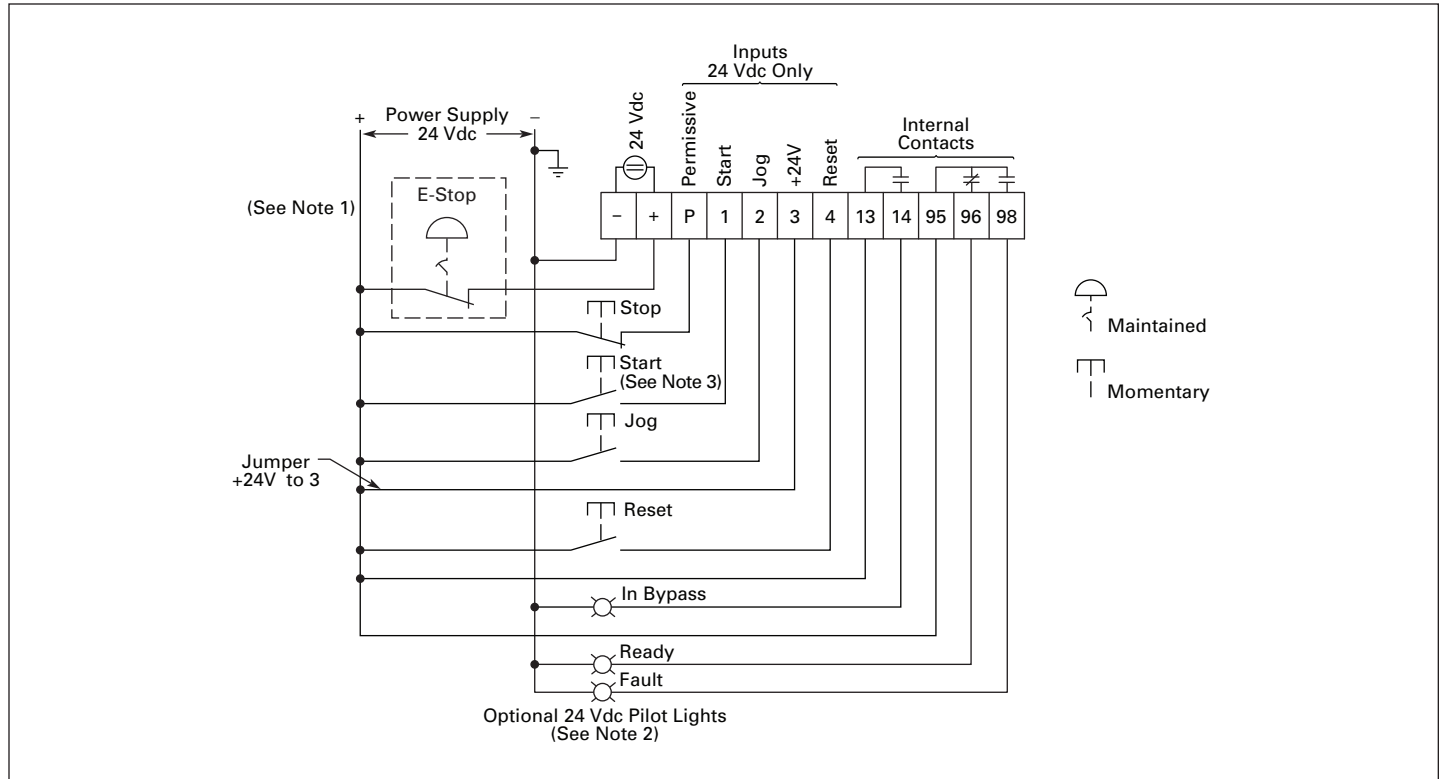 Inputs
24 Vdc Only
+ Power Supply −
24 Vdc
24 Vdc
Permissive
Start
Jog
+24V
Reset
Internal
Contacts
(See Note 1)
E-Stop
− + P 1 2 3 4 13 14 95 96 98
Stop
Start
(See Note 3)
Jog
Jumper
+24V to 3
Reset
In Bypass
Ready
Fault
Optional 24 Vdc Pilot Lights
(See Note 2)
Maintained
Momentary